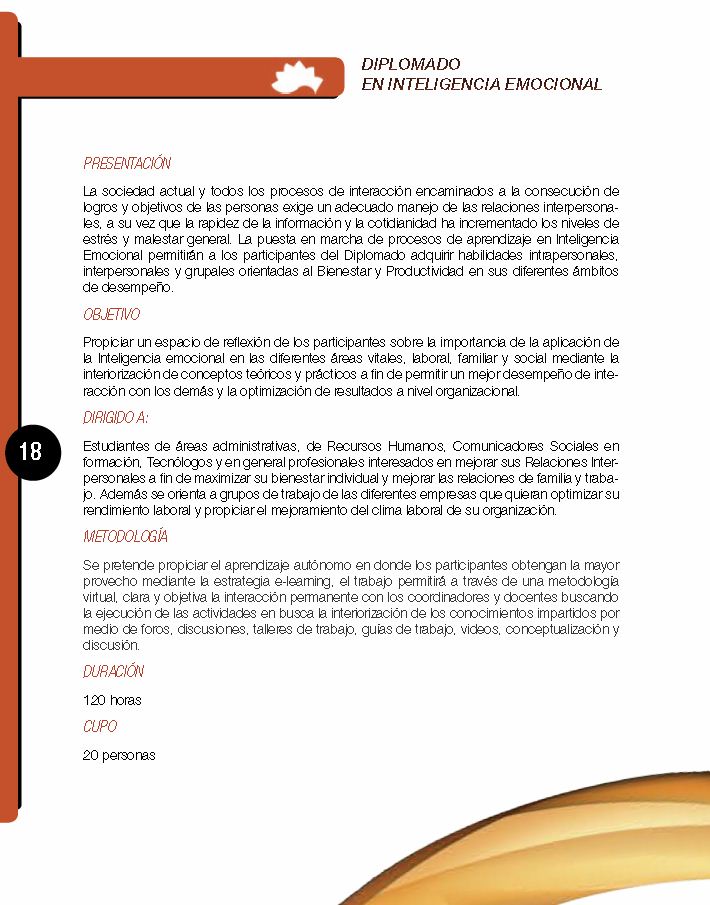 DIPLOMADO
EN INTELIGENCIA EMOCIONAL
PRESENTACIÓN
La sociedad actual y todos los procesos de interacción encaminados a la consecución de
logros y objetivos de las personas exige un adecuado manejo de las relaciones interpersona-
les, a su vez que la rapidez de la información y la cotidianidad ha incrementado los niveles de
estrés y malestar general. La puesta en marcha de procesos de aprendizaje en Inteligencia
Emocional permitirán a los participantes del Diplomado adquirir habilidades intrapersonales,
interpersonales y grupales orientadas al Bienestar y Productividad en sus diferentes ámbitos
de desempeño.
OBJETIVO
Propiciar un espacio de reflexión de los participantes sobre la importancia de la aplicación de
la Inteligencia emocional en las diferentes áreas vitales, laboral, familiar y social mediante la
interiorización de conceptos teóricos y prácticos a fin de permitir un mejor desempeño de inte-
racción con los demás y la optimización de resultados a nivel organizacional.
DIRIGIDO A:
18
Estudiantes de áreas administrativas, de Recursos Humanos, Comunicadores Sociales en
formación, Tecnólogos y en general profesionales interesados en mejorar sus Relaciones Inter-
personales a fin de maximizar su bienestar individual y mejorar las relaciones de familia y traba-
jo. Además se orienta a grupos de trabajo de las diferentes empresas que quieran optimizar su
rendimiento laboral y propiciar el mejoramiento del clima laboral de su organización.
METODOLOGÍA
Se pretende propiciar el aprendizaje autónomo en donde los participantes obtengan la mayor
provecho mediante la estrategia e-learning, el trabajo permitirá a través de una metodología
virtual, clara y objetiva la interacción permanente con los coordinadores y docentes buscando
la ejecución de las actividades en busca la interiorización de los conocimientos impartidos por
medio de foros, discusiones, talleres de trabajo, guías de trabajo, videos, conceptualización y
discusión.
DURACIÓN
120 horas
CUPO
20 personas